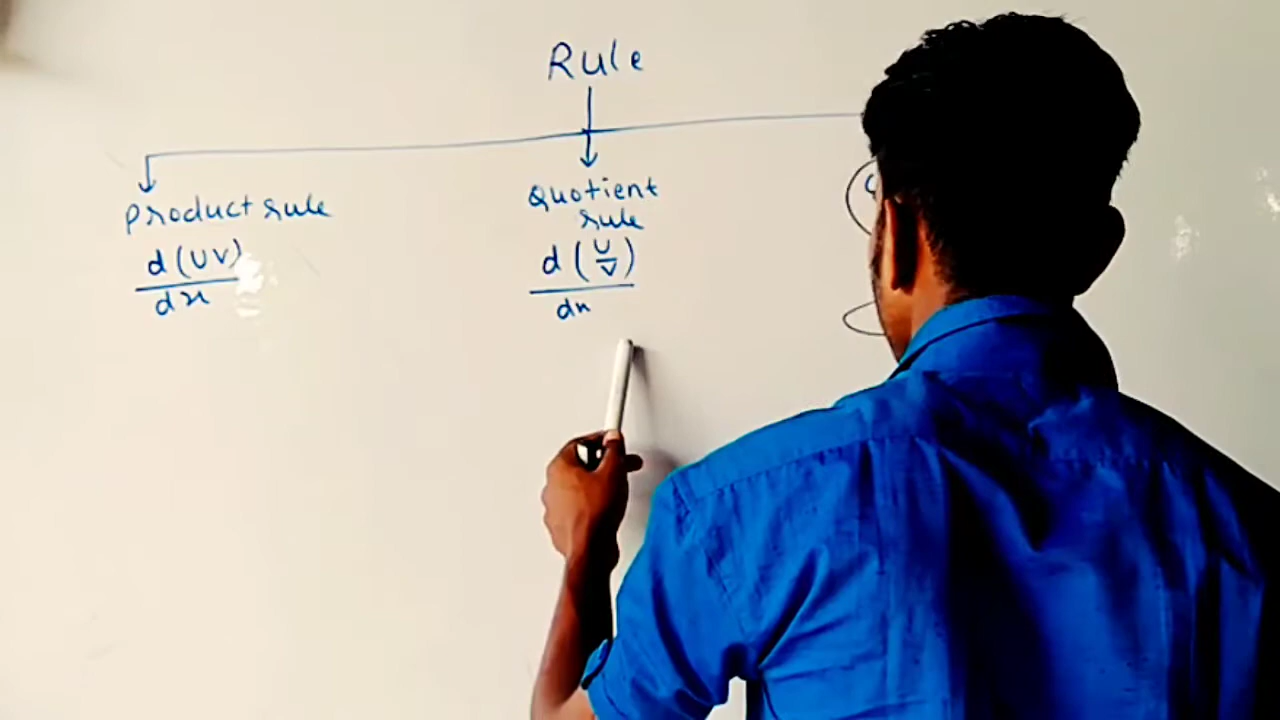 Rule
Product rule
d(UV)
dx
Quotient
rule
d(U/V)
dx